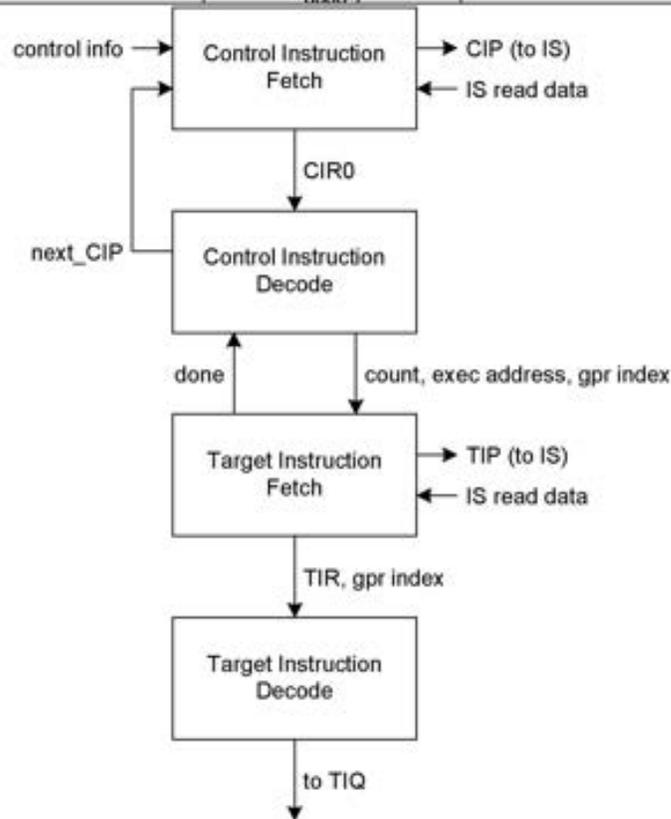 control info
Control Instruction
Fetch
CIP (to IS)
IS read data
CIR0
next_CIP
Control Instruction
Decode
done
count, exec address, gpr index
Target Instruction
Fetch
TIP (to IS)
IS read data
TIR, gpr index
Target Instruction
Decode
to TIQ